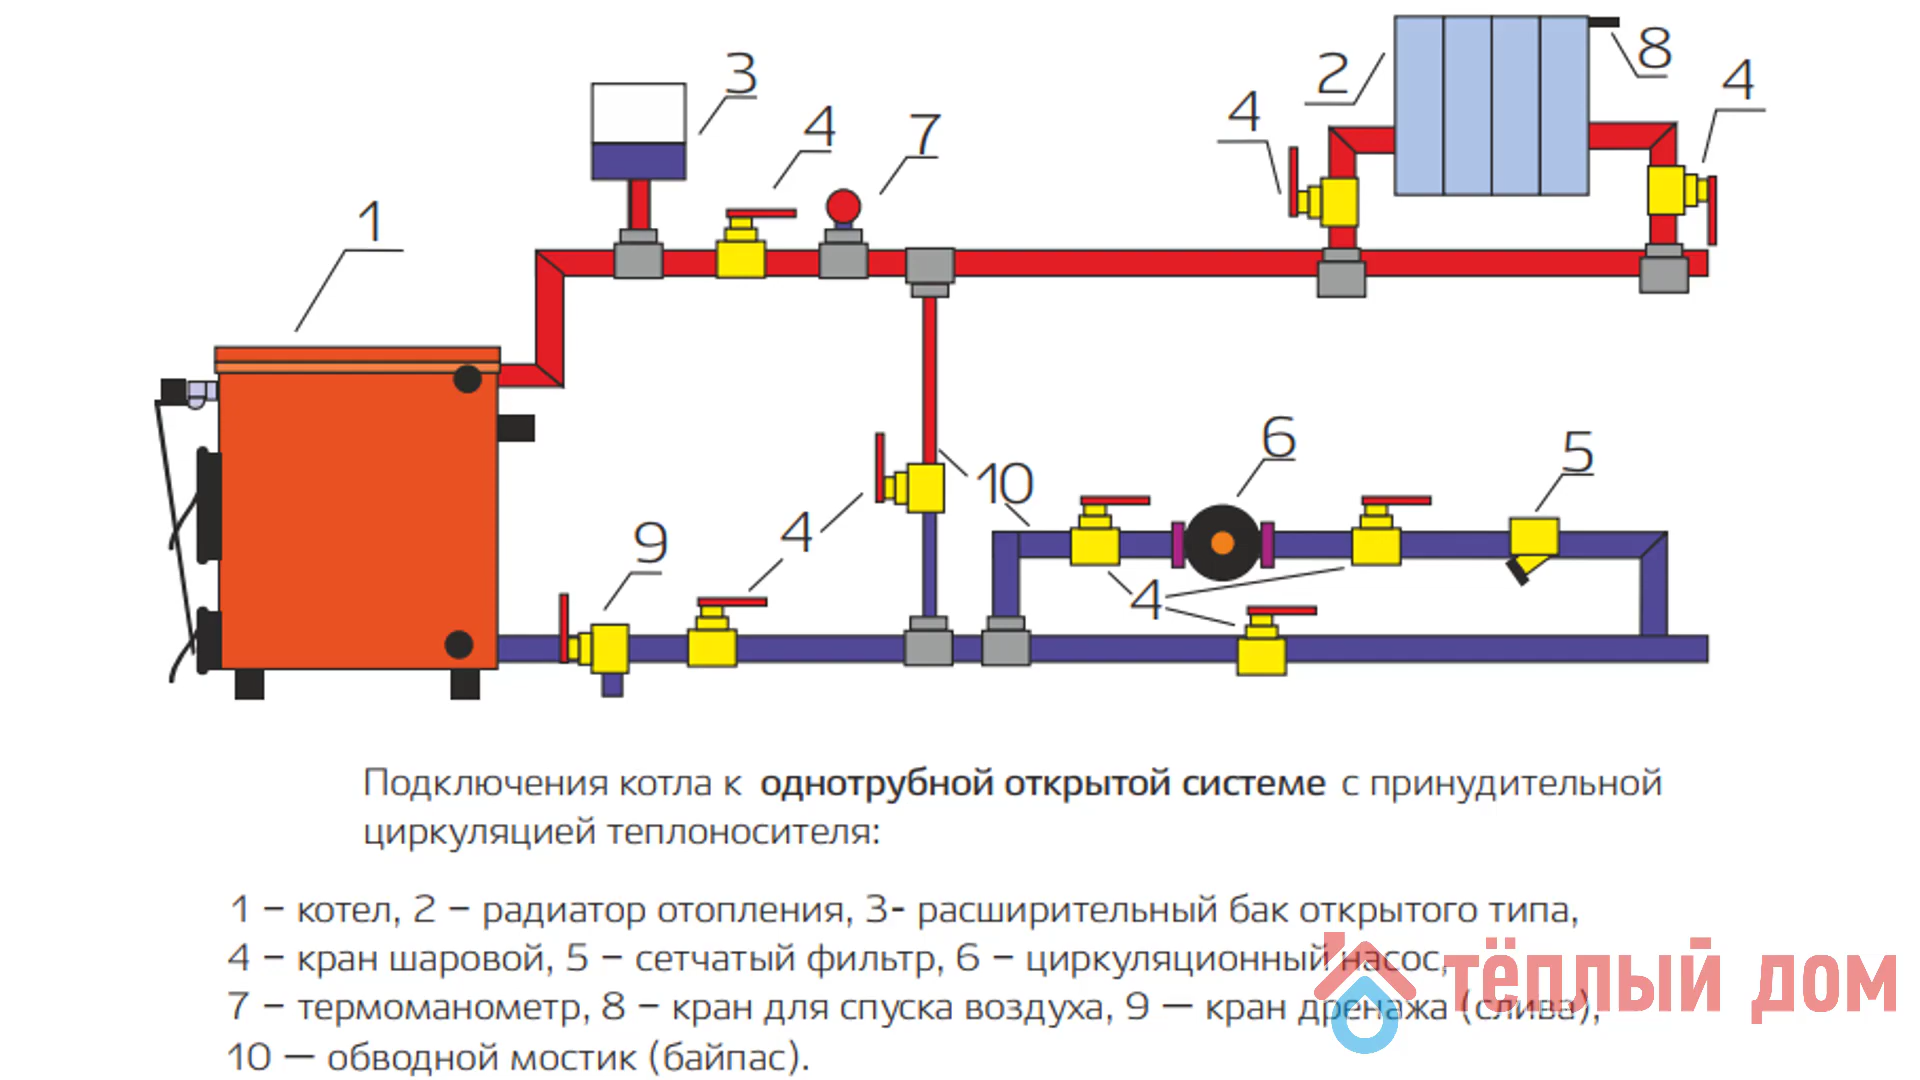 3
8
2
4
4
4
7
1
6
5
10
9
4
4
Подключения котла к однотрубной открытой системе с принудительной
циркуляцией теплоносителя:
1 – котел, 2 – радиатор отопления, 3- расширительный бак открытого типа,
4 – кран шаровой, 5 – сетчатый фильтр, 6 – циркуляционный насос,
7 – термоманометр, 8 – кран для спуска воздуха, 9 — кран дренажа (слива),
10 — обводной мостик (байпас).
тёплый дом